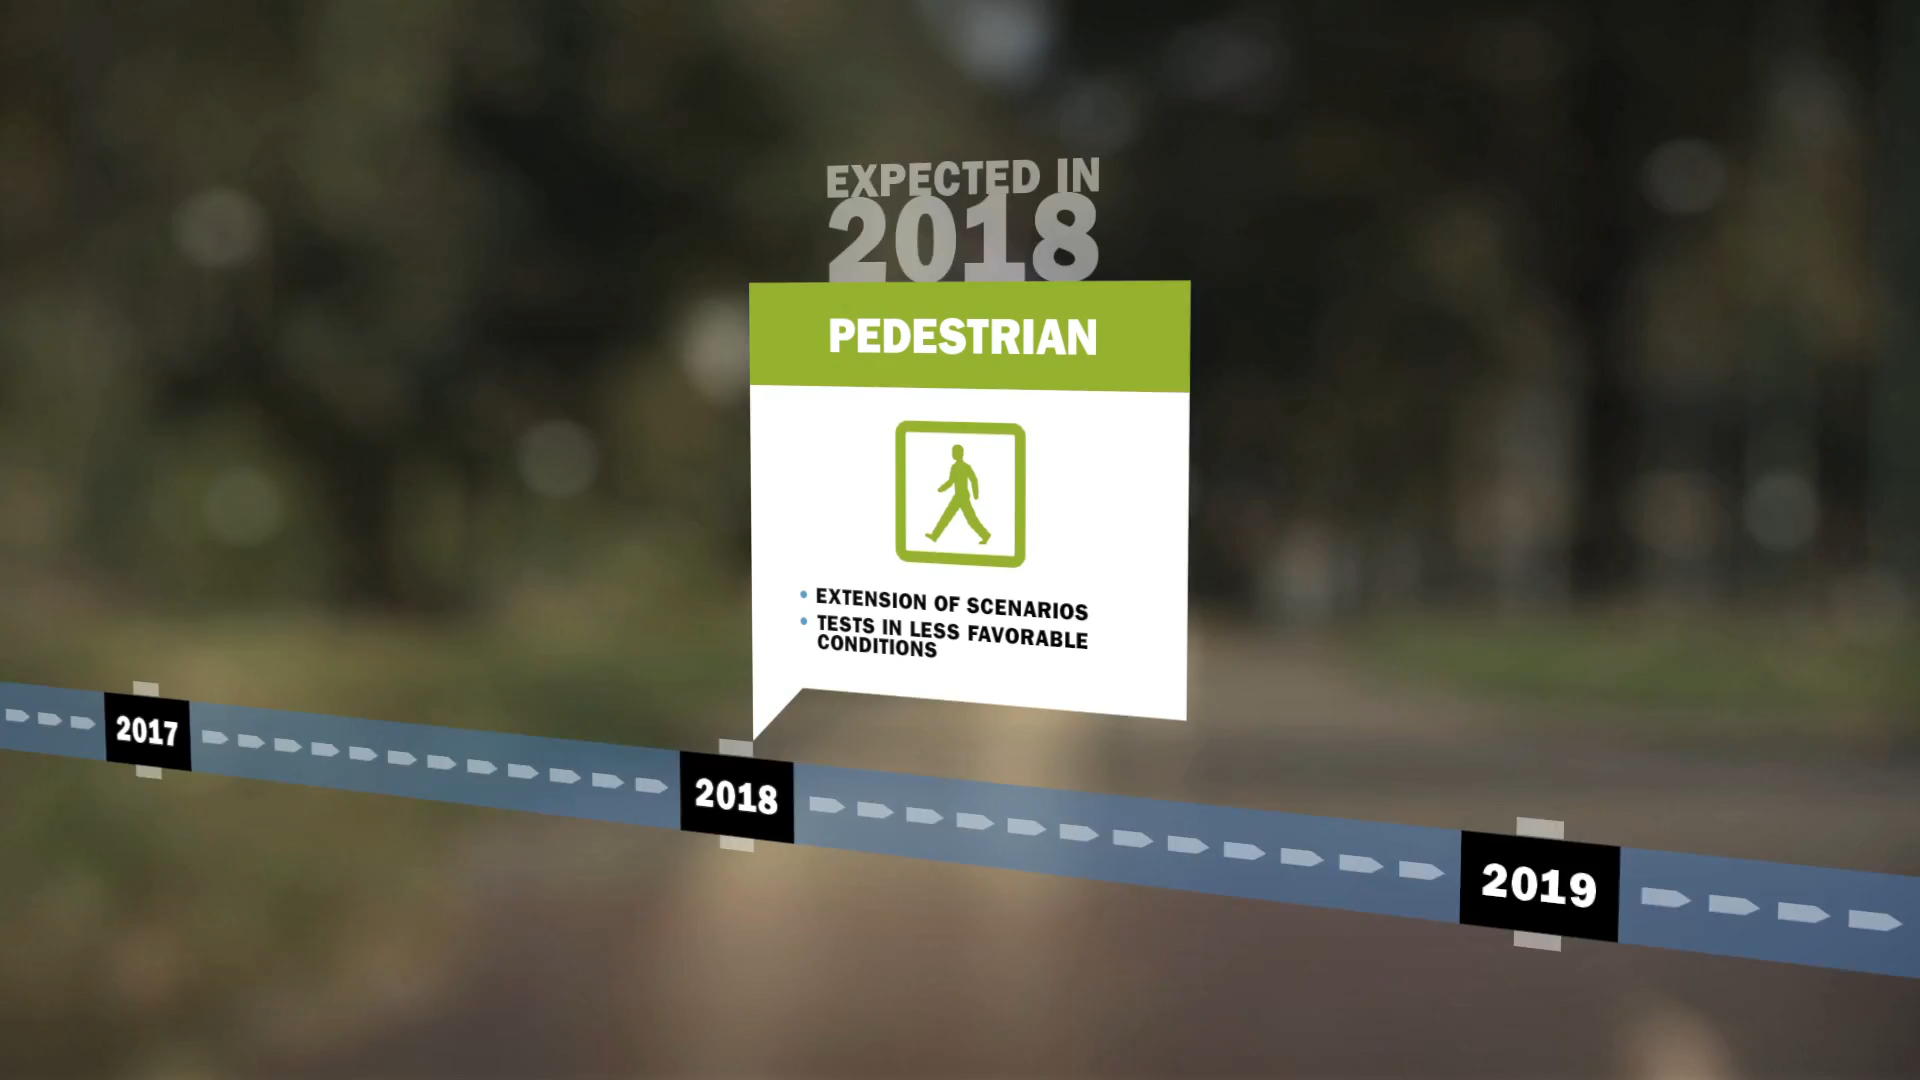 EXPECTED IN
2018
PEDESTRIAN
• EXTENSION OF SCENARIOS
• TESTS IN LESS FAVORABLE
CONDITIONS
2017
2018
2019